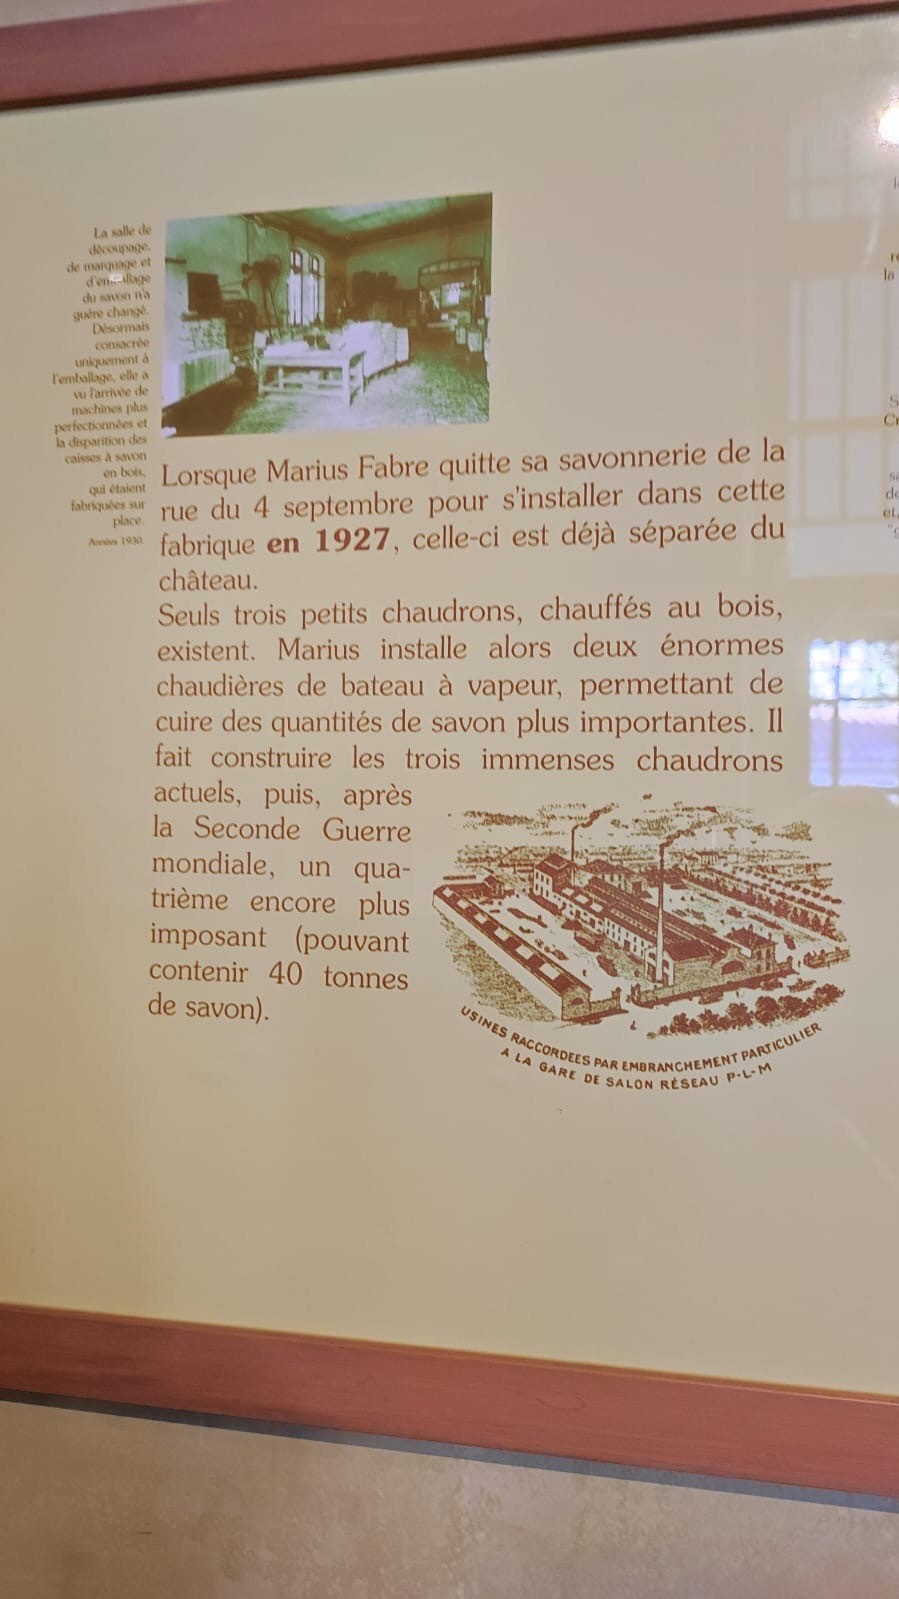 La salle de
découpage,
de marquage et
d'emballage
du savon n'a
guère changé.
Désormais
consacrée
uniquement à
l'emballage, elle a
vu l'arrivée de
machines plus
perfectionnées et
la disparition des
caisses à savon
en bois,
qui étaient
fabriquées sur
place.
Années 1930.
Lorsque Marius Fabre quitte sa savonnerie de la
rue du 4 septembre pour s'installer dans cette
fabrique en 1927, celle-ci est déjà séparée du
château.
Seuls trois petits chaudrons, chauffés au bois,
existent. Marius installe alors deux énormes
chaudières de bateau à vapeur, permettant de
cuire des quantités de savon plus importantes. Il
fait construire les trois immenses chaudrons
actuels, puis, après
la Seconde Guerre
mondiale, un qua-
trième encore plus
imposant (pouvant
contenir 40 tonnes
de savon).
USINES RACCORDEES PAR EMBRANCHEMENT PARTICULIER
A LA GARE DE SALON RÉSEAU P-L-M
la